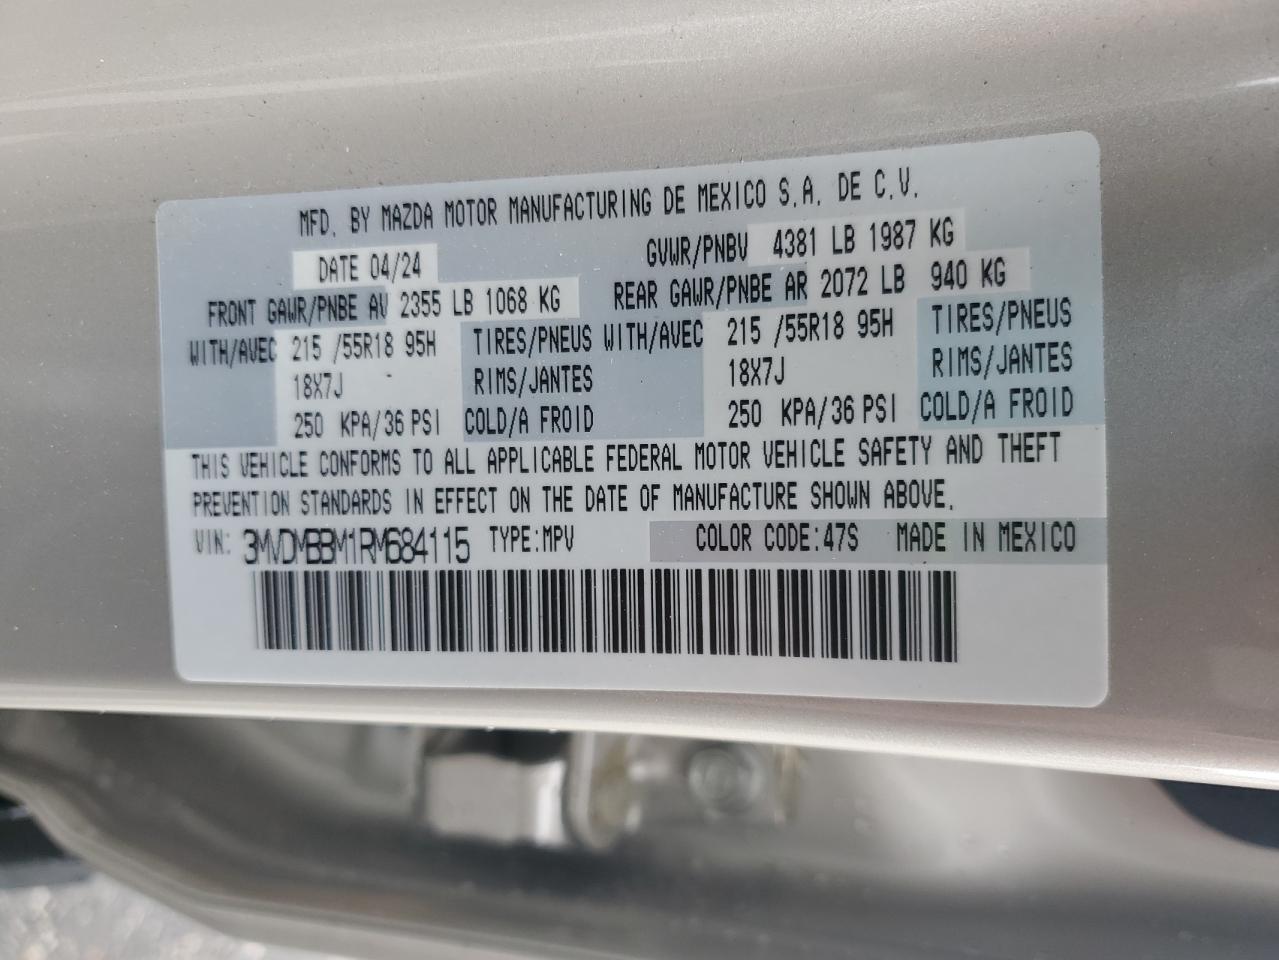 MFD. BY MAZDA MOTOR MANUFACTURING DE MEXICO S.A. DE C.V.
DATE 04/24 GVWR/PNBV 4381 LB 1987 KG
FRONT GAWR/PNBE AV 2355 LB 1068 KG REAR GAWR/PNBE AR 2072 LB 940 KG
WITH/AVEC 215 /55R18 95H TIRES/PNEUS WITH/AVEC 215 /55R18 95H TIRES/PNEUS
18X7J - RIMS/JANTES 18X7J RIMS/JANTES
250 KPA/36 PSI COLD/A FROID 250 KPA/36 PSI COLD/A FROID
THIS VEHICLE CONFORMS TO ALL APPLICABLE FEDERAL MOTOR VEHICLE SAFETY AND THEFT
PREVENTION STANDARDS IN EFFECT ON THE DATE OF MANUFACTURE SHOWN ABOVE.
VIN: 3MVDMBBM1RM684115 TYPE:MPV COLOR CODE:47S MADE IN MEXICO